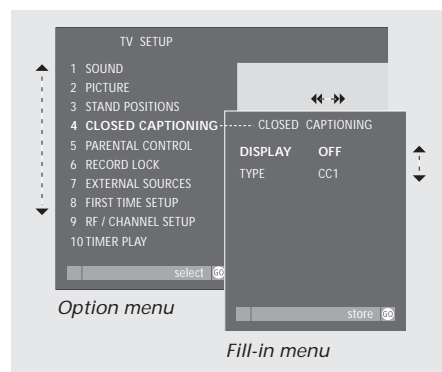 TV SETUP
1 SOUND
2 PICTURE
3 STAND POSITIONS
4 CLOSED CAPTIONING
5 PARENTAL CONTROL
6 RECORD LOCK
7 EXTERNAL SOURCES
8 FIRST TIME SETUP
9 RF / CHANNEL SETUP
10 TIMER PLAY
select GO
CLOSED CAPTIONING
DISPLAY OFF
TYPE CC1
store GO
Option menu
Fill-in menu